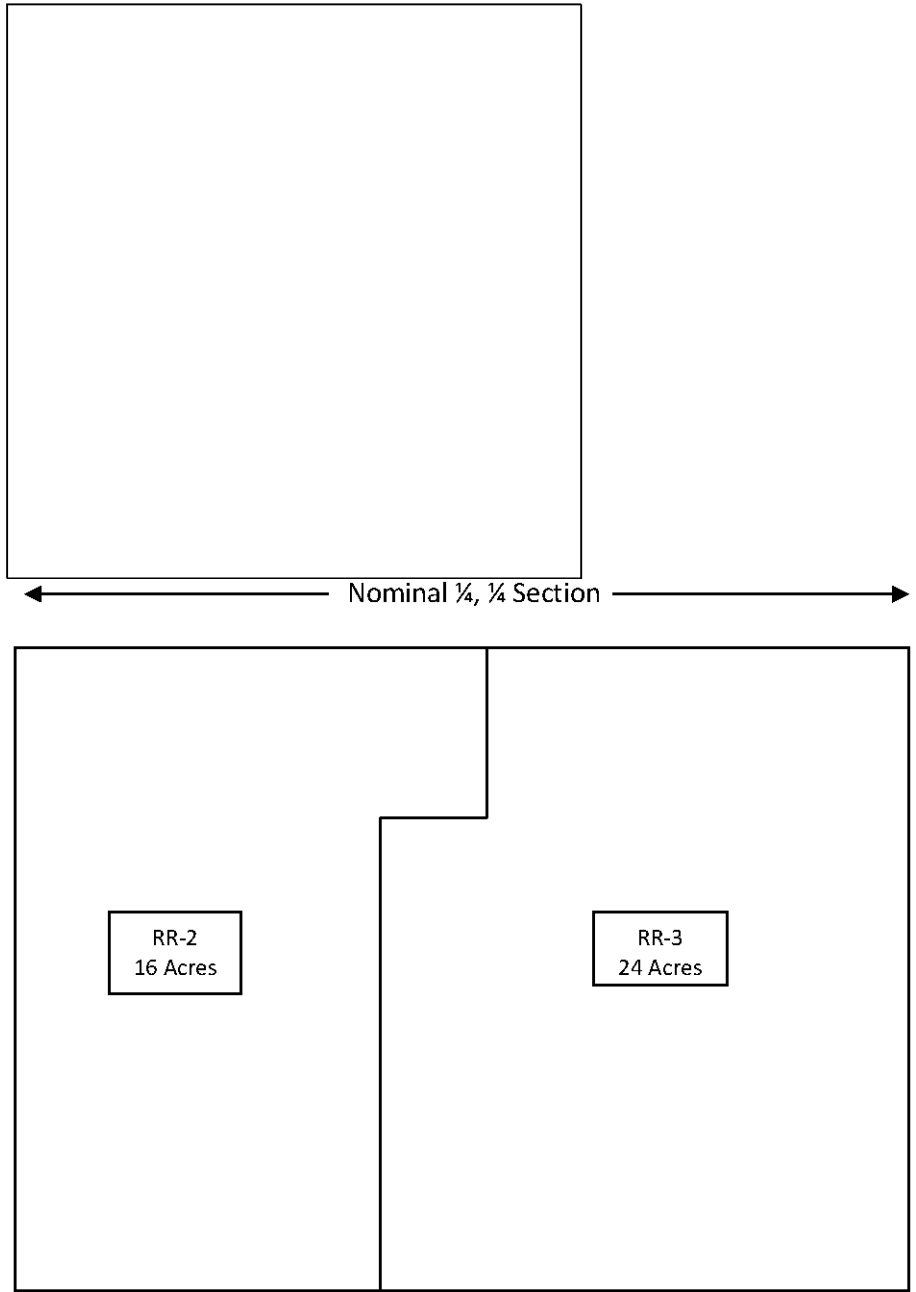 Nominal ¼, ¼ Section
RR-2
16 Acres
RR-3
24 Acres